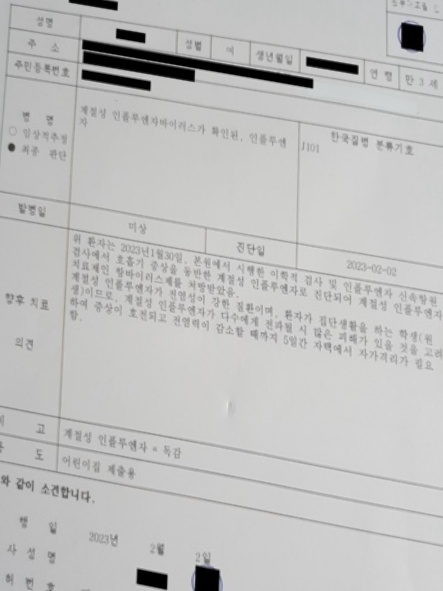 성명 성별 여 생년월일 연 령 만 3 세
주 소
주민등록번호
병 명
○ 임상적추정
● 최종 판단
계절성 인플루엔자바이러스가 확인된, 인플루엔
자
한국질병 분류기호
J101
발병일 미상 진단일 2023-02-02
향후 치료
의견
위 환자는 2023년1월30일, 본원에서 시행한 이학적 검사 및 인플루엔자 신속항원
검사에서 호흡기 증상을 동반한 계절성 인플루엔자로 진단되어 계절성 인플루엔자
치료제인 항바이러스제를 처방받았음.
계절성 인플루엔자가 전염성이 강한 질환이며, 환자가 집단생활을 하는 학생(원
생)이므로, 계절성 인플루엔자가 다수에게 전파될 시 많은 피해가 있을 것을 고려
하여 증상이 호전되고 전염력이 감소할 때까지 5일간 자택에서 자가격리가 필요
함.
비 고 계절성 인플루엔자 = 독감
용 도 어린이집 제출용
와 같이 소견합니다.
행 일 2023년 2월 2일
사 성 명
허 번 호